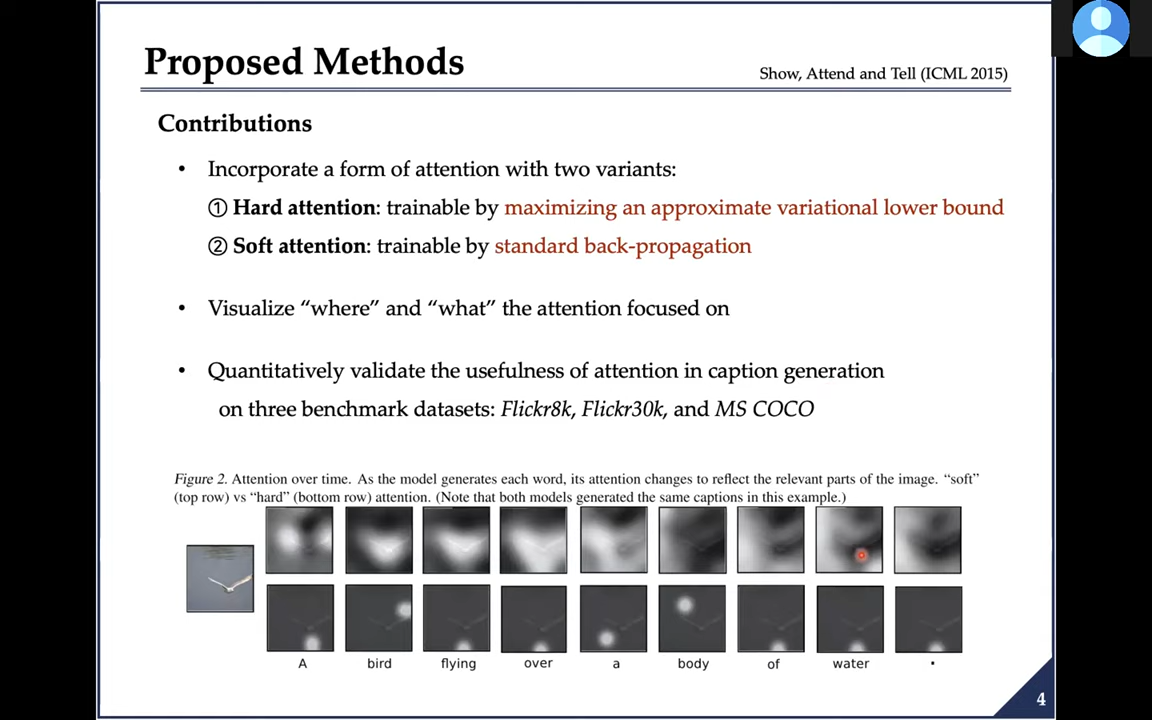 Proposed Methods
Show, Attend and Tell (ICML 2015)
Contributions
• Incorporate a form of attention with two variants:
① Hard attention: trainable by maximizing an approximate variational lower bound
② Soft attention: trainable by standard back-propagation
• Visualize “where” and “what” the attention focused on
• Quantitatively validate the usefulness of attention in caption generation
on three benchmark datasets: Flickr8k, Flickr30k, and MS COCO
Figure 2. Attention over time. As the model generates each word, its attention changes to reflect the relevant parts of the image. “soft”
(top row) vs “hard” (bottom row) attention. (Note that both models generated the same captions in this example.)
A bird flying over a body of water .
4